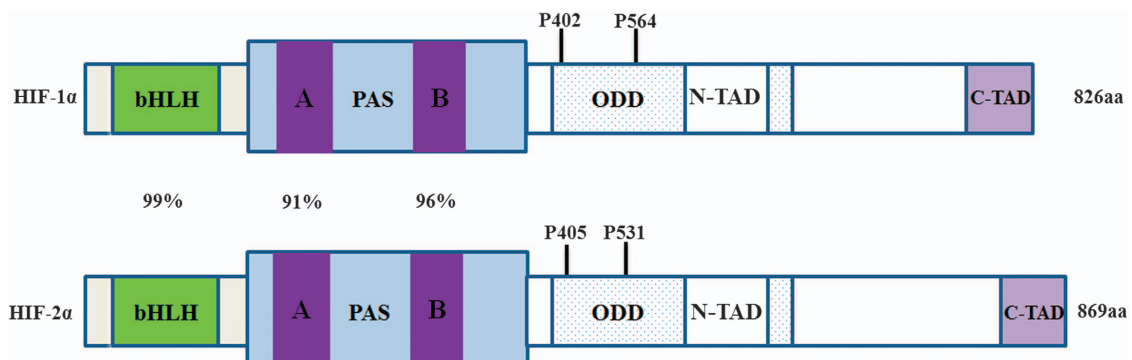 P402 P564
HIF-1α bHLH A PAS B ODD N-TAD C-TAD 826aa
99% 91% 96%
P405 P531
HIF-2α bHLH A PAS B ODD N-TAD C-TAD 869aa